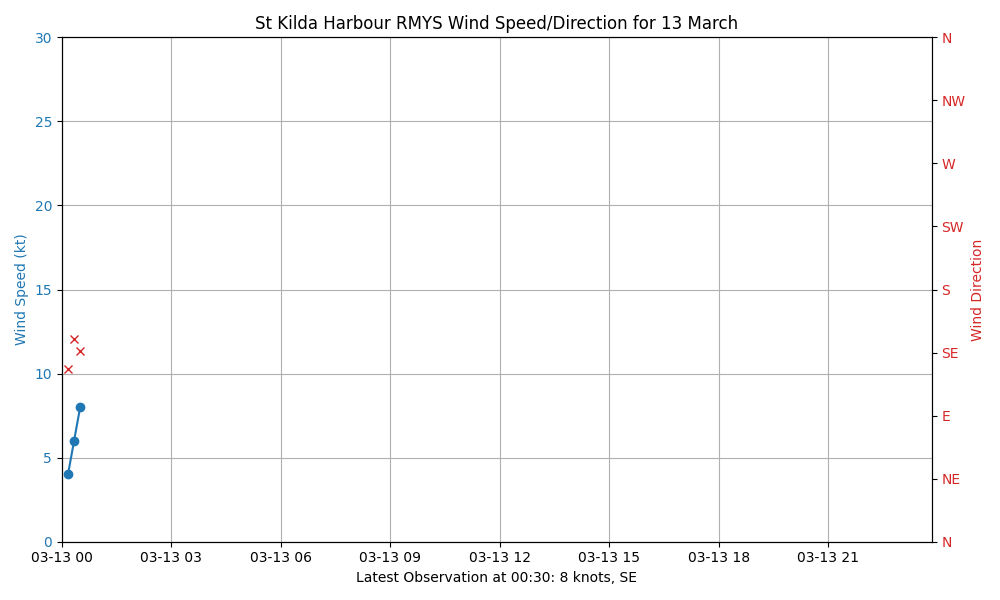 St Kilda Harbour RMYS Wind Speed/Direction for 13 March
30
25
20
15
10
5
0
Wind Speed (kt)
N
NW
W
SW
S
SE
E
NE
N
Wind Direction
03-13 00 03-13 03 03-13 06 03-13 09 03-13 12 03-13 15 03-13 18 03-13 21
Latest Observation at 00:30: 8 knots, SE